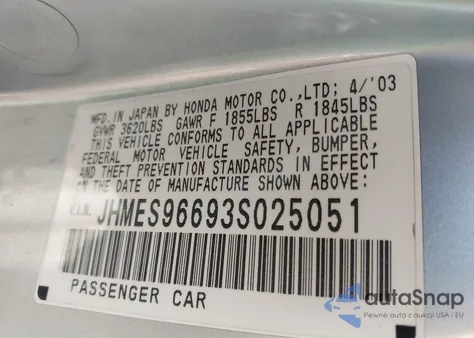 MFD. IN JAPAN BY HONDA MOTOR CO.,LTD; 4/'03
GVWR 3620LBS GAWR F 1855LBS R 1845LBS
THIS VEHICLE CONFORMS TO ALL APPLICABLE
FEDERAL MOTOR VEHICLE SAFETY, BUMPER,
AND THEFT PREVENTION STANDARDS IN EFFECT
ON THE DATE OF MANUFACTURE SHOWN ABOVE:
V.I.N. JHMES96693S025051
PASSENGER CAR
autoSnap
Pewne auta z aukcji USA i EU